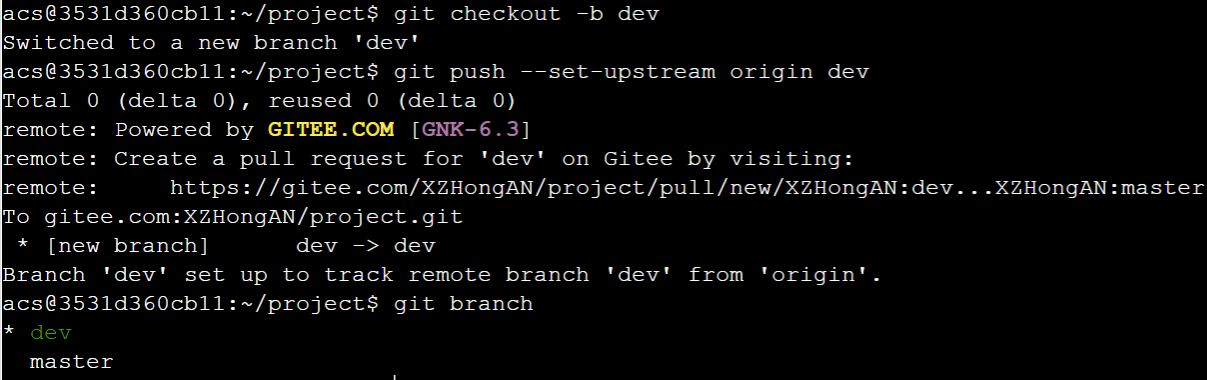 acs@3531d360cb11:~/project$ git checkout -b dev
Switched to a new branch 'dev'
acs@3531d360cb11:~/project$ git push --set-upstream origin dev
Total 0 (delta 0), reused 0 (delta 0)
remote: Powered by GITEE.COM [GNK-6.3]
remote: Create a pull request for 'dev' on Gitee by visiting:
remote:     https://gitee.com/XZHongAN/project/pull/new/XZHongAN:dev...XZHongAN:master
To gitee.com:XZHongAN/project.git
 * [new branch]      dev -> dev
Branch 'dev' set up to track remote branch 'dev' from 'origin'.
acs@3531d360cb11:~/project$ git branch
* dev
  master